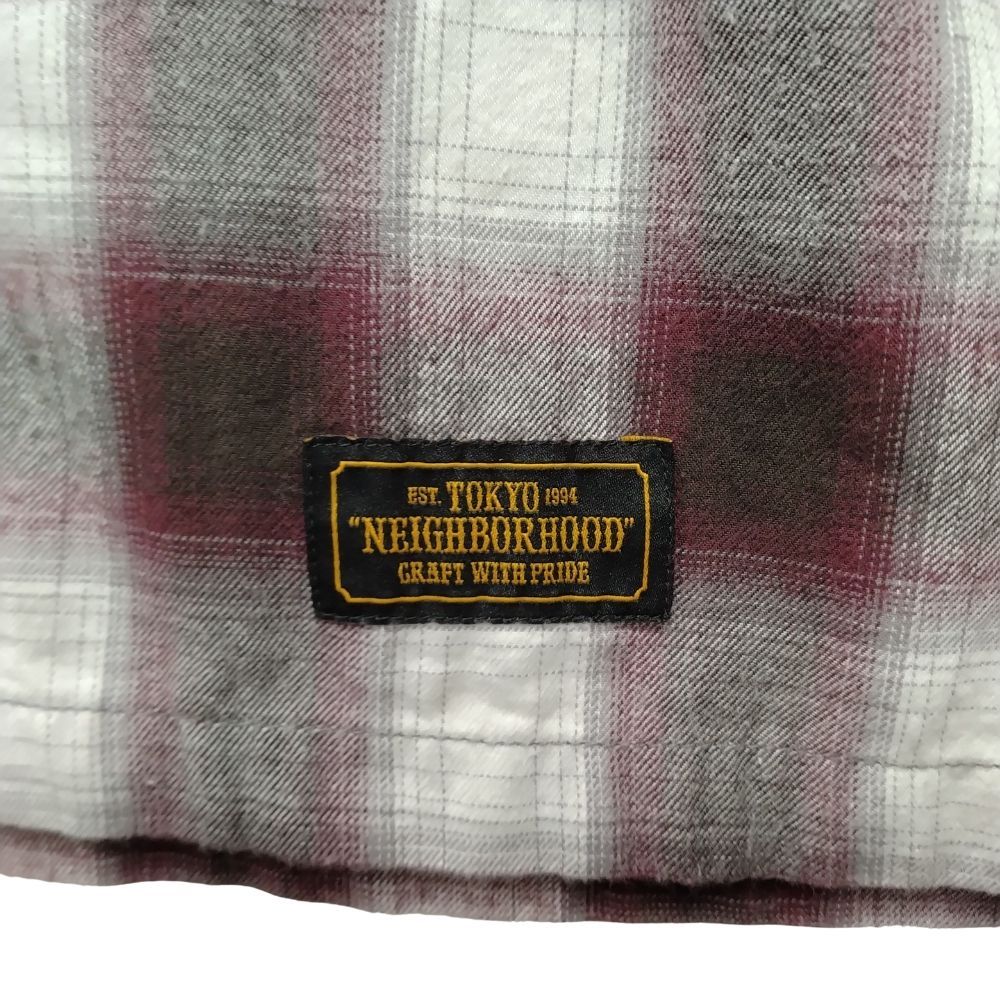 EST. TOKYO 1994
"NEIGHBORHOOD"
CRAFT WITH PRIDE